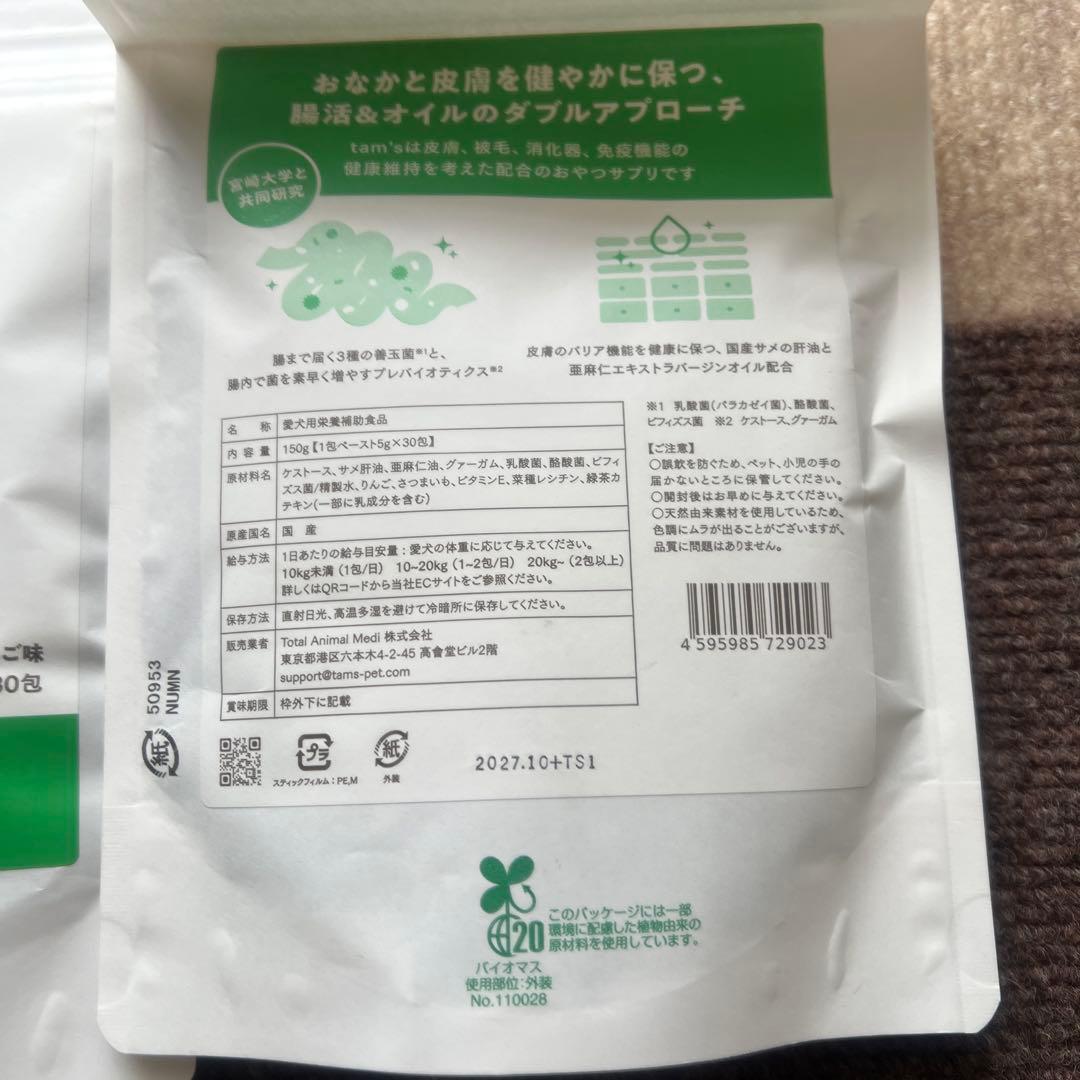 おなかと皮膚を健やかに保つ、
腸活&オイルのダブルアプローチ
tam'sは皮膚、被毛、消化器、免疫機能の
健康維持を考えた配合のおやつサプリです
宮崎大学と
共同研究
腸まで届く3種の善玉菌※1と、
腸内で菌を素早く増やすプレバイオティクス※2
皮膚のバリア機能を健康に保つ、国産サメの肝油と
亜麻仁エキストラバージンオイル配合
名 称 愛犬用栄養補助食品
内 容 量 150g【1包ペースト5g×30包】
原材料名 ケストース、サメ肝油、亜麻仁油、グァーガム、乳酸菌、酪酸菌、ビフィ
ズス菌/精製水、りんご、さつまいも、ビタミンE、菜種レシチン、緑茶カ
テキン(一部に乳成分を含む)
原産国名 国 産
給与方法 1日あたりの給与目安量:愛犬の体重に応じて与えてください。
10kg未満(1包/日) 10~20kg(1~2包/日) 20kg~(2包以上)
詳しくはQRコードから当社ECサイトをご参照ください。
保存方法 直射日光、高温多湿を避けて冷暗所に保存してください。
販売業者 Total Animal Medi 株式会社
東京都港区六本木4-2-45 高會堂ビル2階
support@tams-pet.com
賞味期限 枠外下に記載
※1 乳酸菌(パラカゼイ菌)、酪酸菌、
ビフィズス菌 ※2 ケストース、グァーガム
【ご注意】
○誤飲を防ぐため、ペット、小児の手の
届かないところに保管してください。
○開封後はお早めに与えてください。
○天然由来素材を使用しているため、
色調にムラが出ることがございますが、
品質に問題はありません。
4 595985 729023
プラ
スティックフィルム:PE,M
紙
外装
2027.10+TS1
紙
50953
NUMN
ご味
30包
20
このパッケージには一部
環境に配慮した植物由来の
原材料を使用しています。
バイオマス
使用部位:外装
No.110028